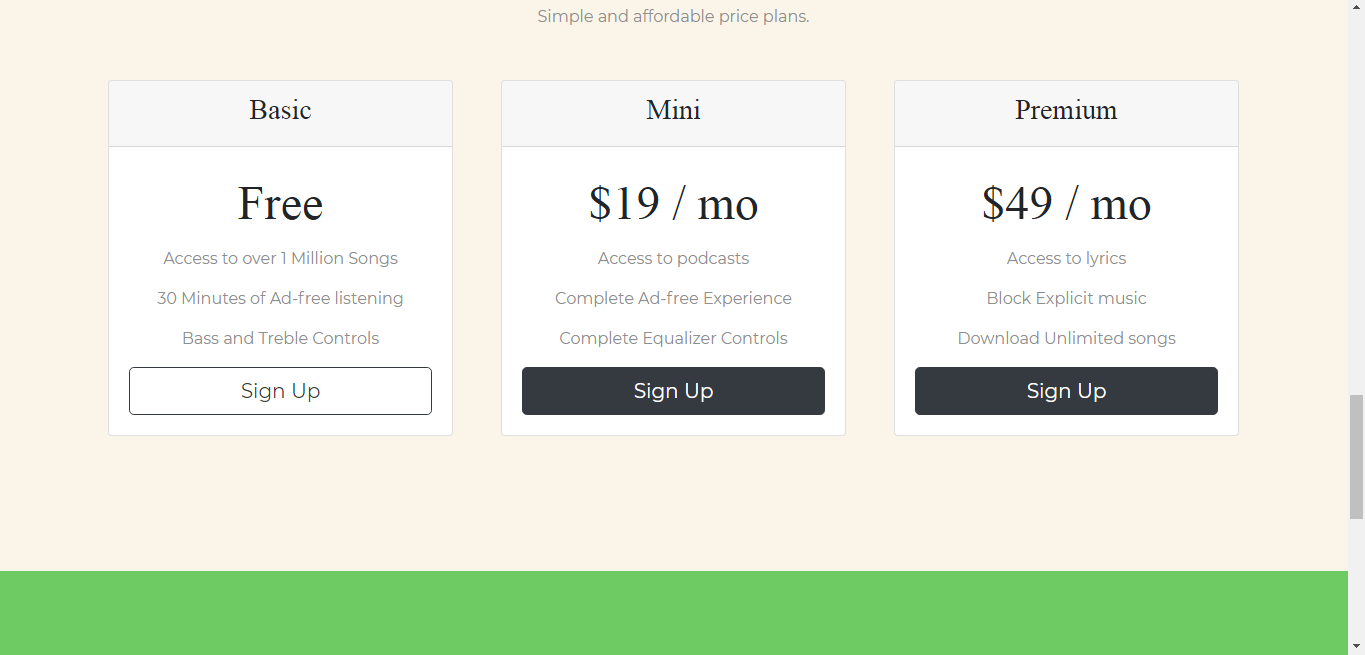 Simple and affordable price plans.
Basic
Free
Access to over 1 Million Songs
30 Minutes of Ad-free listening
Bass and Treble Controls
Sign Up
Mini
$19 / mo
Access to podcasts
Complete Ad-free Experience
Complete Equalizer Controls
Sign Up
Premium
$49 / mo
Access to lyrics
Block Explicit music
Download Unlimited songs
Sign Up